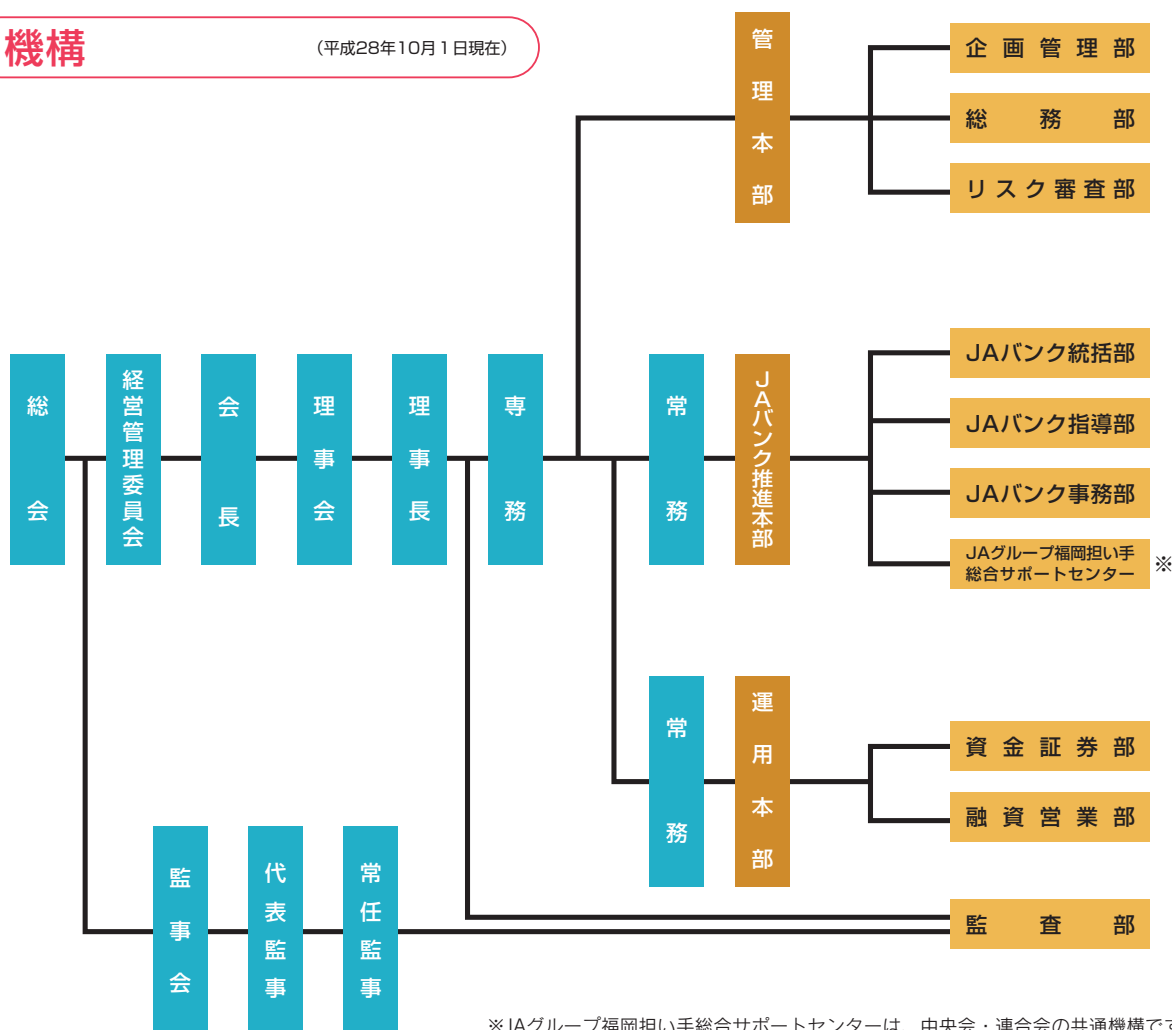 機構
（平成28年10月1日現在）
管理本部
企画管理部
総務部
リスク審査部
総会
経営管理委員会
会長
理事会
理事長
専務
常務
JAバンク推進本部
JAバンク統括部
JAバンク指導部
JAバンク事務部
JAグループ福岡担い手
総合サポートセンター ※
常務
運用本部
資金証券部
融資営業部
監事会
代表監事
常任監事
監査部
※JAグループ福岡担い手総合サポートセンターは、中央会・連合会の共通機構です